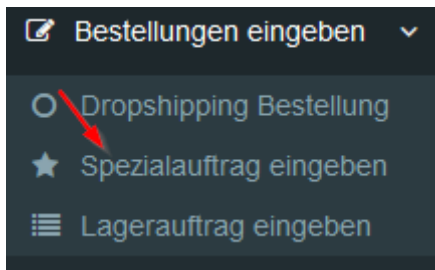 Bestellungen eingeben
Dropshipping Bestellung
Spezialauftrag eingeben
Lagerauftrag eingeben